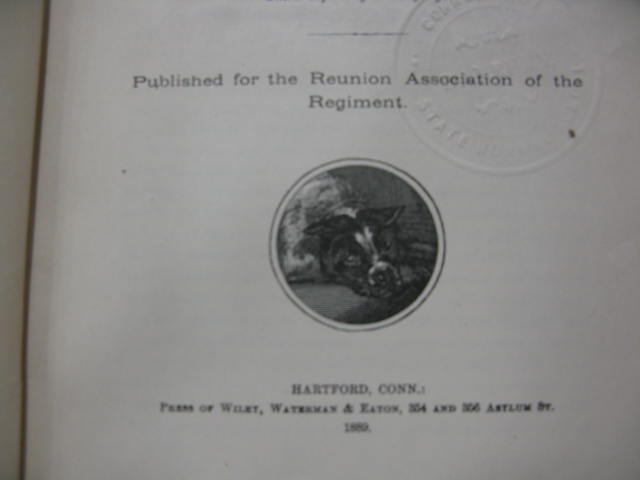 Published for the Reunion Association of the
Regiment.
STATE
HARTFORD, CONN.:
PRESS OF WILEY, WATERMAN & EATON, 354 AND 356 ASYLUM ST.
1889.